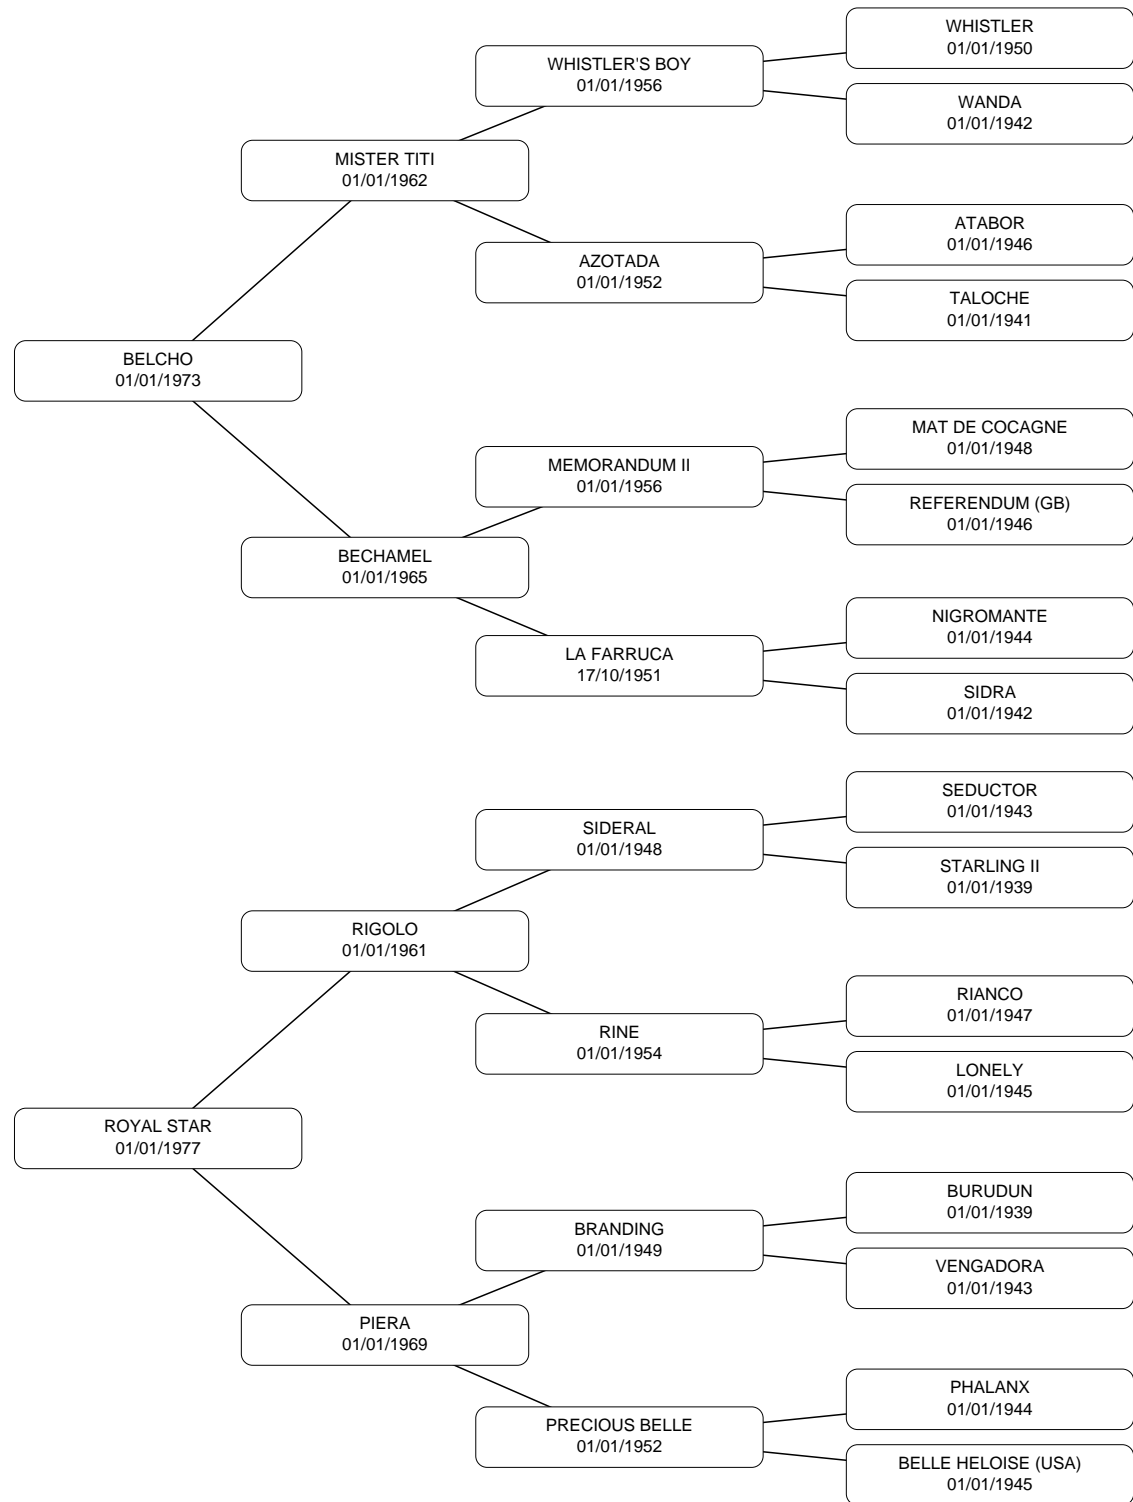 WHISTLER
01/01/1950
WHISTLER'S BOY
01/01/1956
WANDA
01/01/1942
MISTER TITI
01/01/1962
ATABOR
01/01/1946
AZOTADA
01/01/1952
TALOCHE
01/01/1941
BELCHO
01/01/1973
MAT DE COCAGNE
01/01/1948
MEMORANDUM II
01/01/1956
REFERENDUM (GB)
01/01/1946
BECHAMEL
01/01/1965
NIGROMANTE
01/01/1944
LA FARRUCA
17/10/1951
SIDRA
01/01/1942
SEDUCTOR
01/01/1943
SIDERAL
01/01/1948
STARLING II
01/01/1939
RIGOLO
01/01/1961
RIANCO
01/01/1947
RINE
01/01/1954
LONELY
01/01/1945
ROYAL STAR
01/01/1977
BURUDUN
01/01/1939
BRANDING
01/01/1949
VENGADORA
01/01/1943
PIERA
01/01/1969
PHALANX
01/01/1944
PRECIOUS BELLE
01/01/1952
BELLE HELOISE (USA)
01/01/1945